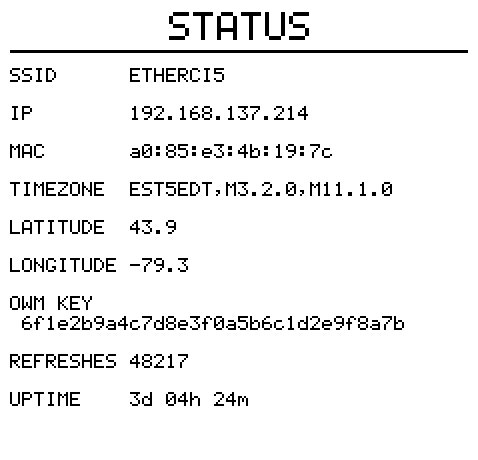 STATUS
SSID ETHERCI5
IP 192.168.137.214
MAC a0:85:e3:4b:19:7c
TIMEZONE EST5EDT,M3.2.0,M11.1.0
LATITUDE 43.9
LONGITUDE -79.3
OWM KEY
6f1e2b9a4c7d8e3f0a5b6c1d2e9f8a7b
REFRESHES 48217
UPTIME 3d 04h 24m